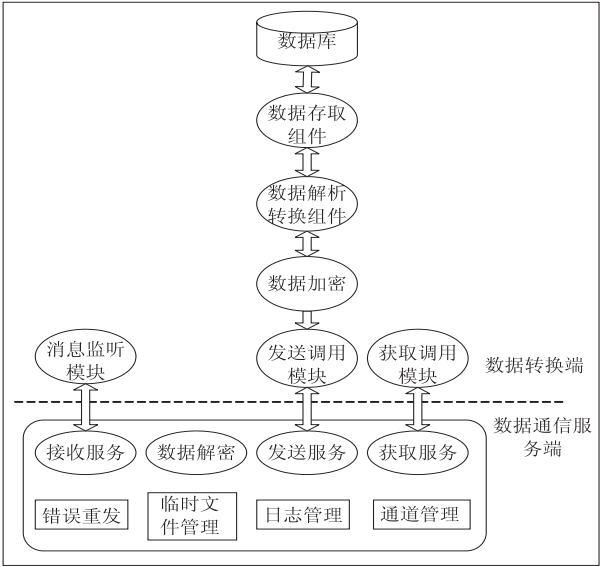 数据库
数据存取
组件
数据解析
转换组件
数据加密
消息监听
模块
发送调用
模块
获取调用
模块
数据转换端
数据通信服
务端
接收服务
数据解密
发送服务
获取服务
错误重发
临时文
件管理
日志管理
通道管理